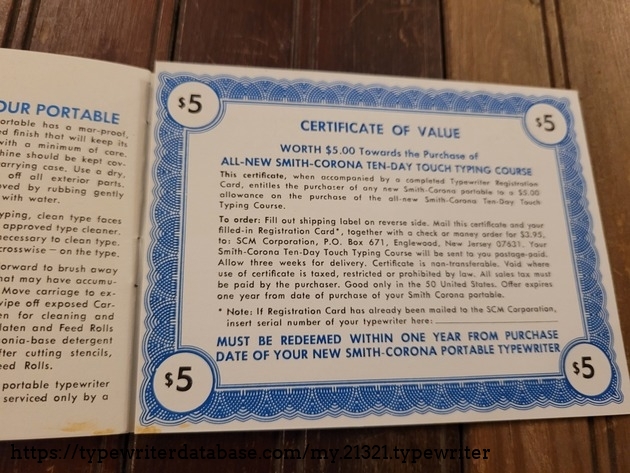 OUR PORTABLE
ortable has a mar-proof,
ed finish that will keep its
with a minimum of care.
hine should be kept cov-
arrying case. Use a dry,
off all exterior parts.
ved by rubbing gently
with water.
yping, clean type faces
approved type cleaner.
necessary to clean type.
crosswise — on the type.
orward to brush away
hat may have accumu-
Move carriage to ex-
wipe off exposed Car-
en for cleaning and
laten and Feed Rolls
onia-base detergent
fter cutting stencils,
eed Rolls.
portable typewriter
serviced only by a
$5
$5
CERTIFICATE OF VALUE
WORTH $5.00 Towards the Purchase of
ALL-NEW SMITH-CORONA TEN-DAY TOUCH TYPING COURSE
This certificate, when accompanied by a completed Typewriter Registration
Card, entitles the purchaser of any new Smith-Corona portable to a $5.00
allowance on the purchase of the all-new Smith-Corona Ten-Day Touch
Typing Course.
To order: Fill out shipping label on reverse side. Mail this certificate and your
filled-in Registration Card*, together with a check or money order for $3.95,
to: SCM Corporation, P.O. Box 671, Englewood, New Jersey 07631. Your
Smith-Corona Ten-Day Touch Typing Course will be sent to you postage-paid.
Allow three weeks for delivery. Certificate is non-transferable. Void where
use of certificate is taxed, restricted or prohibited by law. All sales tax must
be paid by the purchaser. Good only in the 50 United States. Offer expires
one year from date of purchase of your Smith Corona portable.
* Note: If Registration Card has already been mailed to the SCM Corporation,
insert serial number of your typewriter here:
MUST BE REDEEMED WITHIN ONE YEAR FROM PURCHASE
DATE OF YOUR NEW SMITH-CORONA PORTABLE TYPEWRITER
$5
$5
https://typewriterdatabase.com/my.21321.typewriter